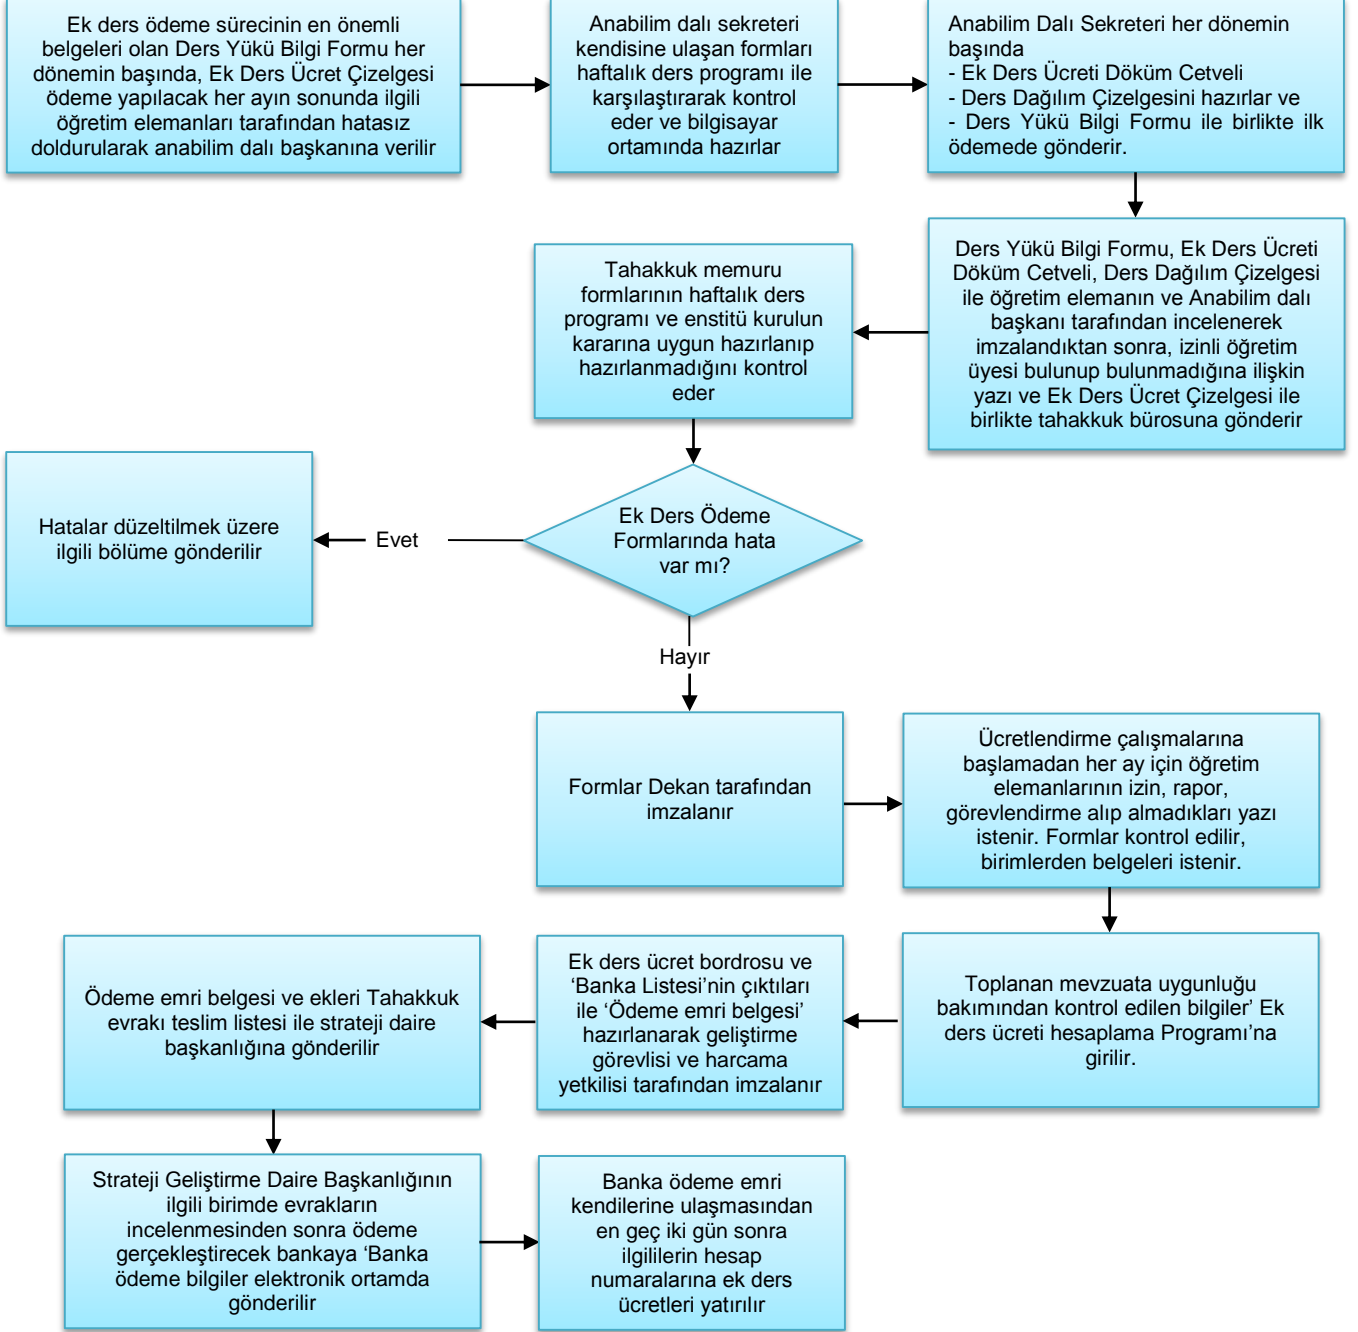 Ek ders ödeme sürecinin en önemli
belgeleri olan Ders Yükü Bilgi Formu her
dönemin başında, Ek Ders Ücret Çizelgesi
ödeme yapılacak her ayın sonunda ilgili
öğretim elemanları tarafından hatasız
doldurularak anabilim dalı başkanına verilir
Anabilim dalı sekreteri
kendisine ulaşan formları
haftalık ders programı ile
karşılaştırarak kontrol
eder ve bilgisayar
ortamında hazırlar
Anabilim Dalı Sekreteri her dönemin
başında
- Ek Ders Ücreti Döküm Cetveli
- Ders Dağılım Çizelgesini hazırlar ve
- Ders Yükü Bilgi Formu ile birlikte ilk
ödemede gönderir.
Ders Yükü Bilgi Formu, Ek Ders Ücreti
Döküm Cetveli, Ders Dağılım Çizelgesi
ile öğretim elemanın ve Anabilim dalı
başkanı tarafından incelenerek
imzalandıktan sonra, izinli öğretim
üyesi bulunup bulunmadığına ilişkin
yazı ve Ek Ders Ücret Çizelgesi ile
birlikte tahakkuk bürosuna gönderir
Tahakkuk memuru
formlarının haftalık ders
programı ve enstitü kurulun
kararına uygun hazırlanıp
hazırlanmadığını kontrol
eder
Ek Ders Ödeme
Formlarında hata
var mı?
Evet
Hatalar düzeltilmek üzere
ilgili bölüme gönderilir
Hayır
Formlar Dekan tarafından
imzalanır
Ücretlendirme çalışmalarına
başlamadan her ay için öğretim
elemanlarının izin, rapor,
görevlendirme alıp almadıkları yazı
istenir. Formlar kontrol edilir,
birimlerden belgeleri istenir.
Toplanan mevzuata uygunluğu
bakımından kontrol edilen bilgiler’ Ek
ders ücreti hesaplama Programı’na
girilir.
Ek ders ücret bordrosu ve
‘Banka Listesi’nin çıktıları
ile ‘Ödeme emri belgesi’
hazırlanarak geliştirme
görevlisi ve harcama
yetkilisi tarafından imzalanır
Ödeme emri belgesi ve ekleri Tahakkuk
evrakı teslim listesi ile strateji daire
başkanlığına gönderilir
Strateji Geliştirme Daire Başkanlığının
ilgili birimde evrakların
incelenmesinden sonra ödeme
gerçekleştirecek bankaya ‘Banka
ödeme bilgiler elektronik ortamda
gönderilir
Banka ödeme emri
kendilerine ulaşmasından
en geç iki gün sonra
ilgililerin hesap
numaralarına ek ders
ücretleri yatırılır